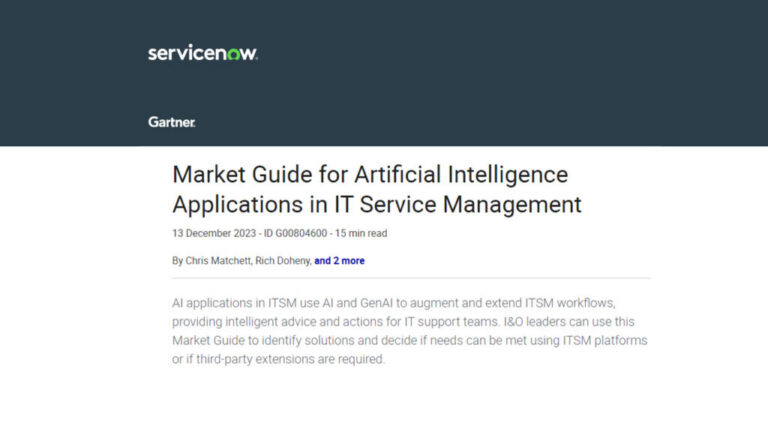 servicenow.
Gartner.
Market Guide for Artificial Intelligence
Applications in IT Service Management
13 December 2023 - ID G00804600 - 15 min read
By Chris Matchett, Rich Doheny, and 2 more
AI applications in ITSM use AI and GenAI to augment and extend ITSM workflows,
providing intelligent advice and actions for IT support teams. I&O leaders can use this
Market Guide to identify solutions and decide if needs can be met using ITSM platforms
or if third-party extensions are required.